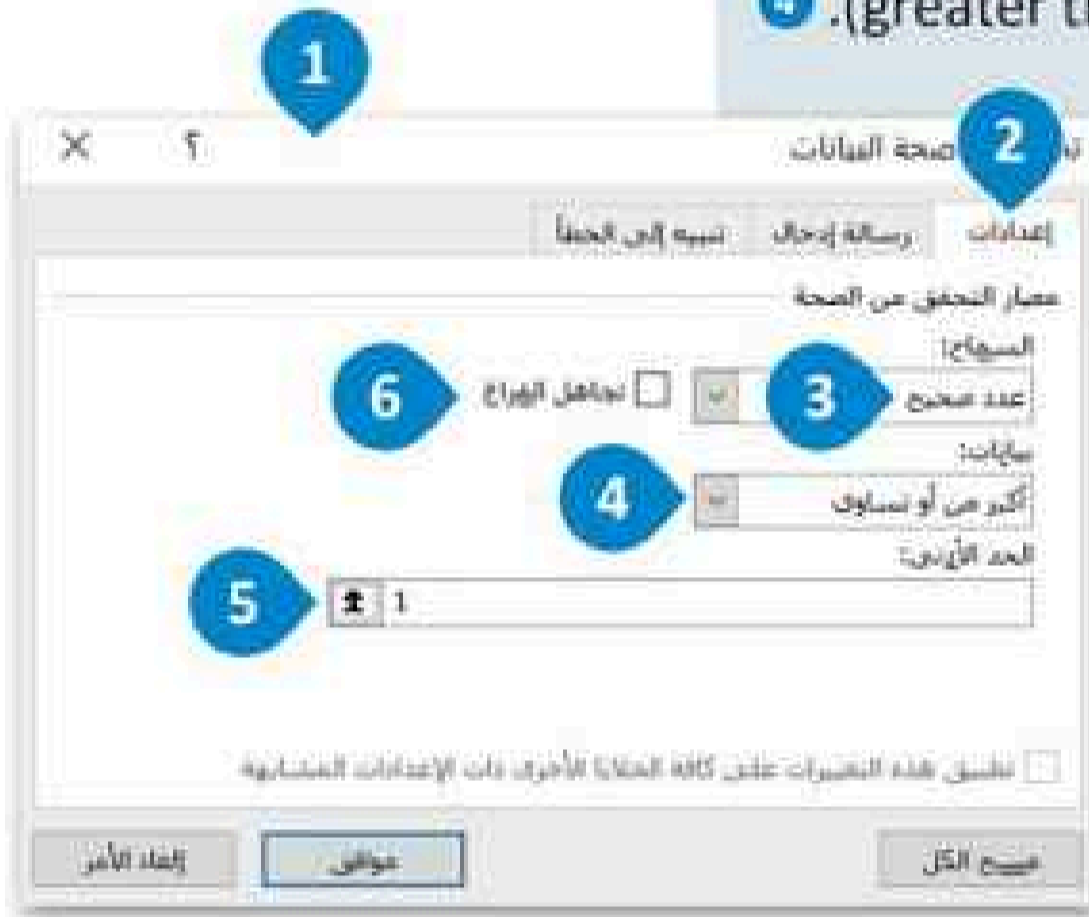 4 .(greater t
1
2
صحة البيانات ؟ ×
إعدادات رسالة إدخال تنبيه إلى الخطأ
معيار التحقق من الصحة
السماح:
عدد صحيح 3 تجاهل الفراغ 6
بيانات:
أكبر من أو تساوي 4
الحد الأدنى:
1 5
تطبيق هذه التغييرات على كافة الخلايا الأخرى ذات الإعدادات المتشابهة
مسح الكل موافق إلغاء الأمر